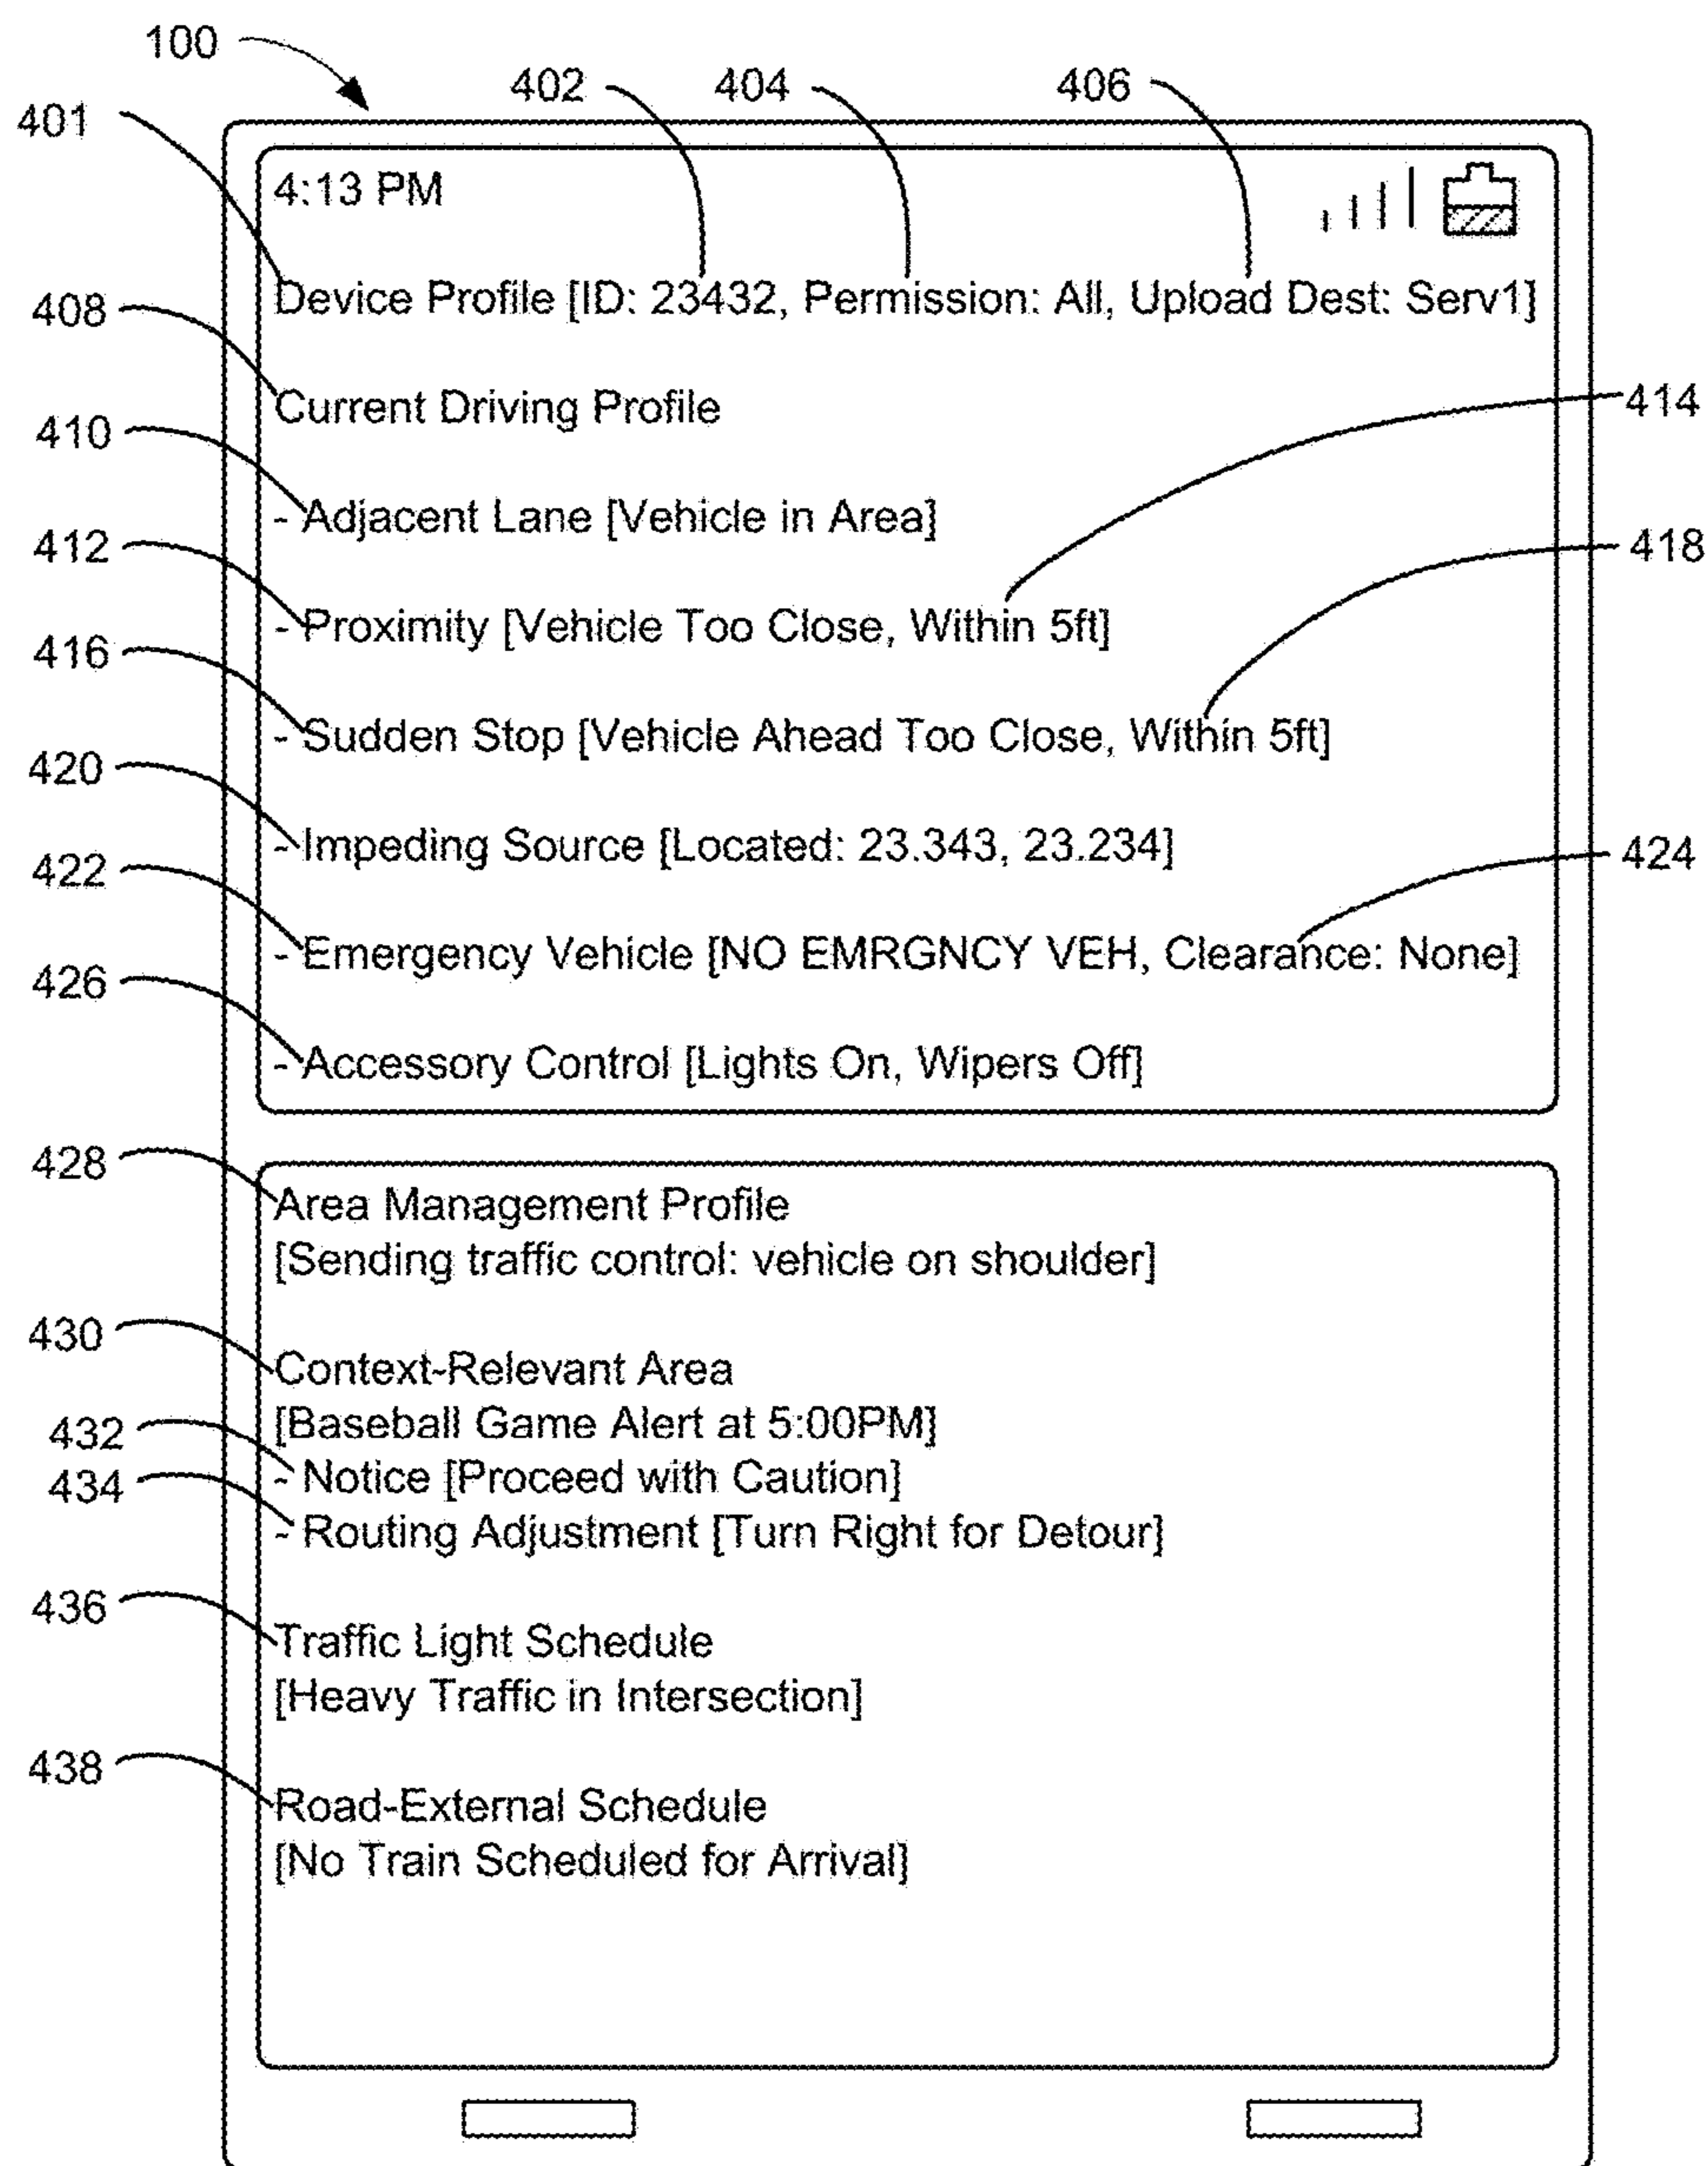 100
402 404 406
401
4:13 PM
Device Profile [ID: 23432, Permission: All, Upload Dest: Serv1]
408
Current Driving Profile
414
410
- Adjacent Lane [Vehicle in Area]
412
418
- Proximity [Vehicle Too Close, Within 5ft]
416
- Sudden Stop [Vehicle Ahead Too Close, Within 5ft]
420
- Impeding Source [Located: 23.343, 23.234]
422
424
- Emergency Vehicle [NO EMRGNCY VEH, Clearance: None]
426
- Accessory Control [Lights On, Wipers Off]
428
Area Management Profile
[Sending traffic control: vehicle on shoulder]
430
Context-Relevant Area
[Baseball Game Alert at 5:00PM]
432
- Notice [Proceed with Caution]
434
- Routing Adjustment [Turn Right for Detour]
436
Traffic Light Schedule
[Heavy Traffic in Intersection]
438
Road-External Schedule
[No Train Scheduled for Arrival]